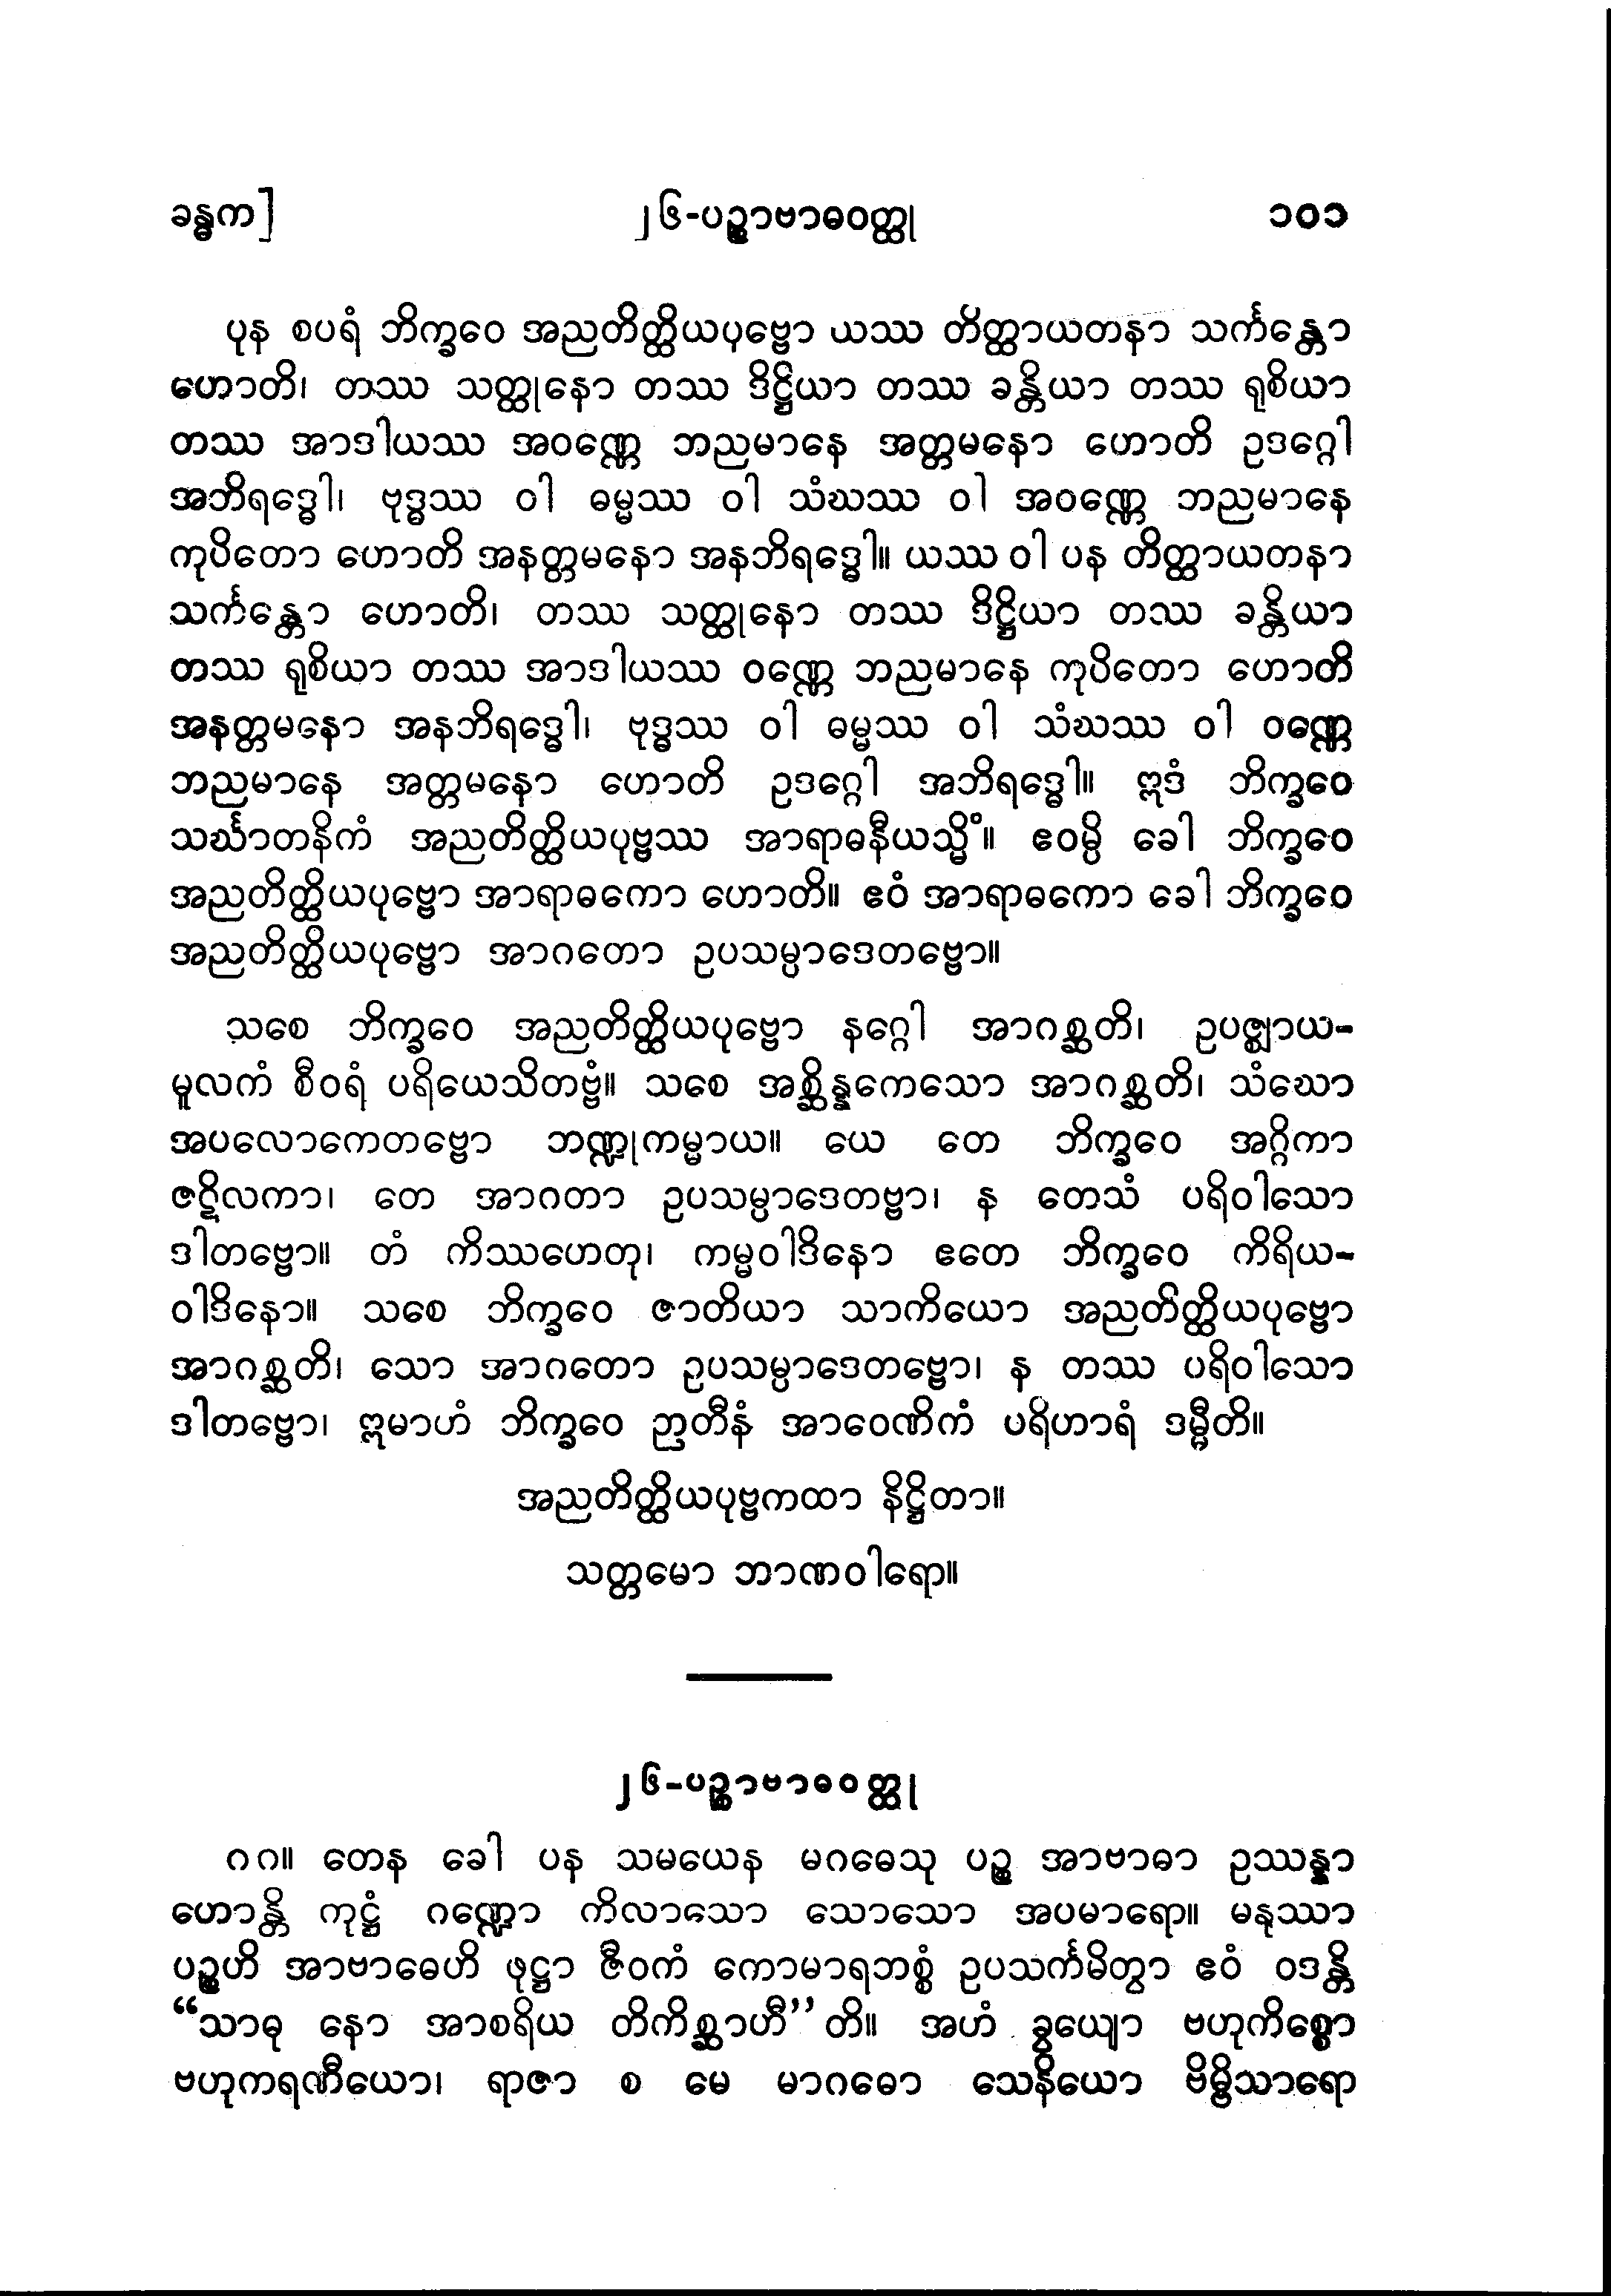 ခန္ဓက]
၂၆-ပဉ္စာဗာဓဝတ္ထု
၁၀၁
ပုန စပရံ ဘိက္ခဝေ အညတိတ္ထိယပုဗ္ဗော ယဿ တိတ္ထာယတနာ သင်္ကန္တော
ဟောတိ၊ တဿ သတ္ထုနော တဿ ဒိဋ္ဌိယာ တဿ ခန္တိယာ တဿ ရုစိယာ
တဿ အာဒါယဿ အဝဏ္ဏေ ဘညမာနေ အတ္တမနော ဟောတိ ဥဒဂ္ဂေါ
အဘိရဒ္ဓေါ၊ ဗုဒ္ဓဿ ဝါ ဓမ္မဿ ဝါ သံဃဿ ဝါ အဝဏ္ဏေ ဘညမာနေ
ကုပိတော ဟောတိ အနတ္တမနော အနဘိရဒ္ဓေါ။ ယဿ ဝါ ပန တိတ္ထာယတနာ
သင်္ကန္တော ဟောတိ၊ တဿ သတ္ထုနော တဿ ဒိဋ္ဌိယာ တဿ ခန္တိယာ
တဿ ရုစိယာ တဿ အာဒါယဿ ဝဏ္ဏေ ဘညမာနေ ကုပိတော ဟောတိ
အနတ္တမနော အနဘိရဒ္ဓေါ၊ ဗုဒ္ဓဿ ဝါ ဓမ္မဿ ဝါ သံဃဿ ဝါ ဝဏ္ဏေ
ဘညမာနေ အတ္တမနော ဟောတိ ဥဒဂ္ဂေါ အဘိရဒ္ဓေါ။ ဣဒံ ဘိက္ခဝေ
သင်္ဃာတနိကံ အညတိတ္ထိယပုဗ္ဗဿ အာရာဓနီယသ္မိံ။ ဧဝမ္ပိ ခေါ ဘိက္ခဝေ
အညတိတ္ထိယပုဗ္ဗော အာရာဓကော ဟောတိ။ ဧဝံ အာရာဓကော ခေါ ဘိက္ခဝေ
အညတိတ္ထိယပုဗ္ဗော အာဂတော ဥပသမ္ပာဒေတဗ္ဗော။
သစေ ဘိက္ခဝေ အညတိတ္ထိယပုဗ္ဗော နဂ္ဂေါ အာဂစ္ဆတိ၊ ဥပဇ္ဈာယ-
မူလကံ စီဝရံ ပရိယေသိတဗ္ဗံ။ သစေ အစ္ဆိန္နကေသော အာဂစ္ဆတိ၊ သံဃော
အပလောကေတဗ္ဗော ဘဏ္ဍုကမ္မာယ။ ယေ တေ ဘိက္ခဝေ အဂ္ဂိကာ
ဇဋိလကာ၊ တေ အာဂတာ ဥပသမ္ပာဒေတဗ္ဗာ၊ န တေသံ ပရိဝါသော
ဒါတဗ္ဗော။ တံ ကိဿဟေတု၊ ကမ္မဝါဒိနော ဧတေ ဘိက္ခဝေ ကိရိယ-
ဝါဒိနော။ သစေ ဘိက္ခဝေ ဇာတိယာ သာကိယော အညတိတ္ထိယပုဗ္ဗော
အာဂစ္ဆတိ၊ သော အာဂတော ဥပသမ္ပာဒေတဗ္ဗော၊ န တဿ ပရိဝါသော
ဒါတဗ္ဗော၊ ဣမာဟံ ဘိက္ခဝေ ဉာတီနံ အာဝေဏိကံ ပရိဟာရံ ဒမ္မီတိ။
အညတိတ္ထိယပုဗ္ဗကထာ နိဋ္ဌိတာ။
သတ္တမော ဘာဏဝါရော။
၂၆-ပဉ္စာဗာဓဝတ္ထု
ဂဂ။ တေန ခေါ ပန သမယေန မဂဓေသု ပဉ္စ အာဗာဓာ ဥဿန္နာ
ဟောန္တိ ကုဋ္ဌံ ဂဏ္ဍော ကိလာသော သောသော အပမာရော။ မနုဿာ
ပဉ္စဟိ အာဗာဓေဟိ ဖုဋ္ဌာ ဇီဝကံ ကောမာရဘစ္စံ ဥပသင်္ကမိတွာ ဧဝံ ဝဒန္တိ
“သာဓု နော အာစရိယ တိကိစ္ဆာဟီ”တိ။ အဟံ ခွယျော ဗဟုကိစ္စော
ဗဟုကရဏီယော၊ ရာဇာ စ မေ မာဂဓော သေနိယော ဗိမ္ဗိသာရော